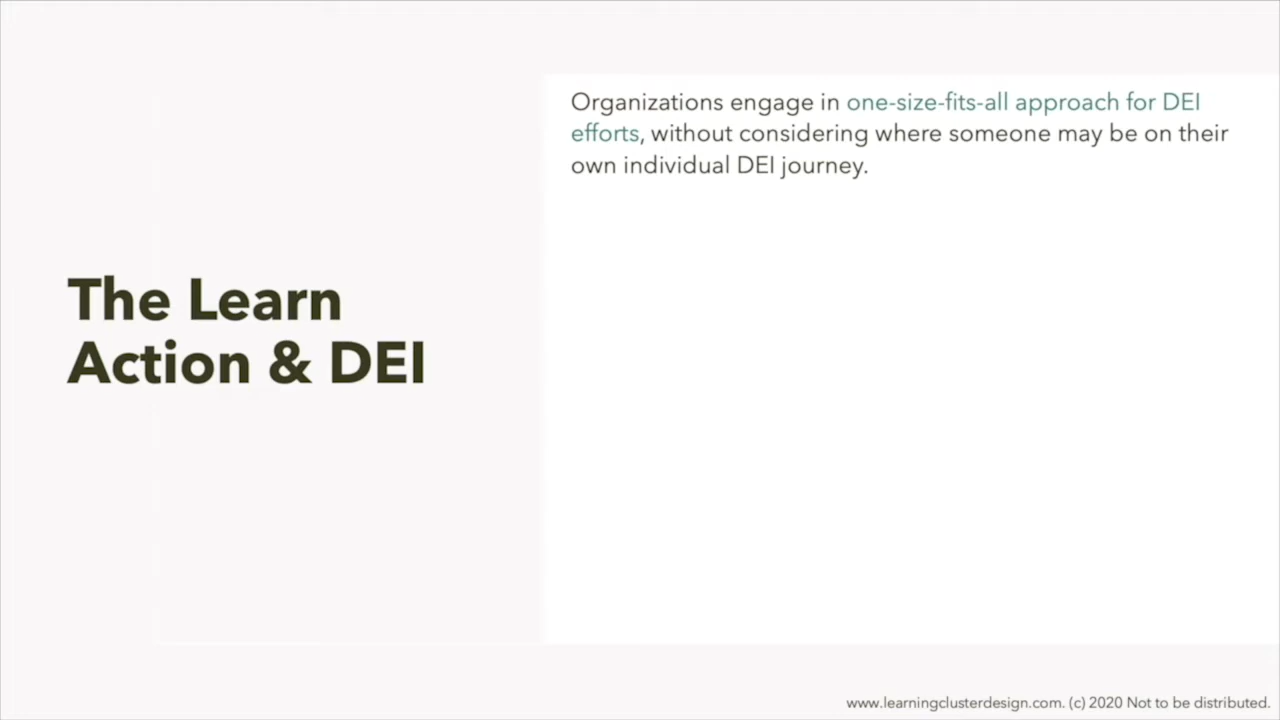 The Learn
Action & DEI
Organizations engage in one-size-fits-all approach for DEI
efforts, without considering where someone may be on their
own individual DEI journey.
www.learningclusterdesign.com. (c) 2020 Not to be distributed.